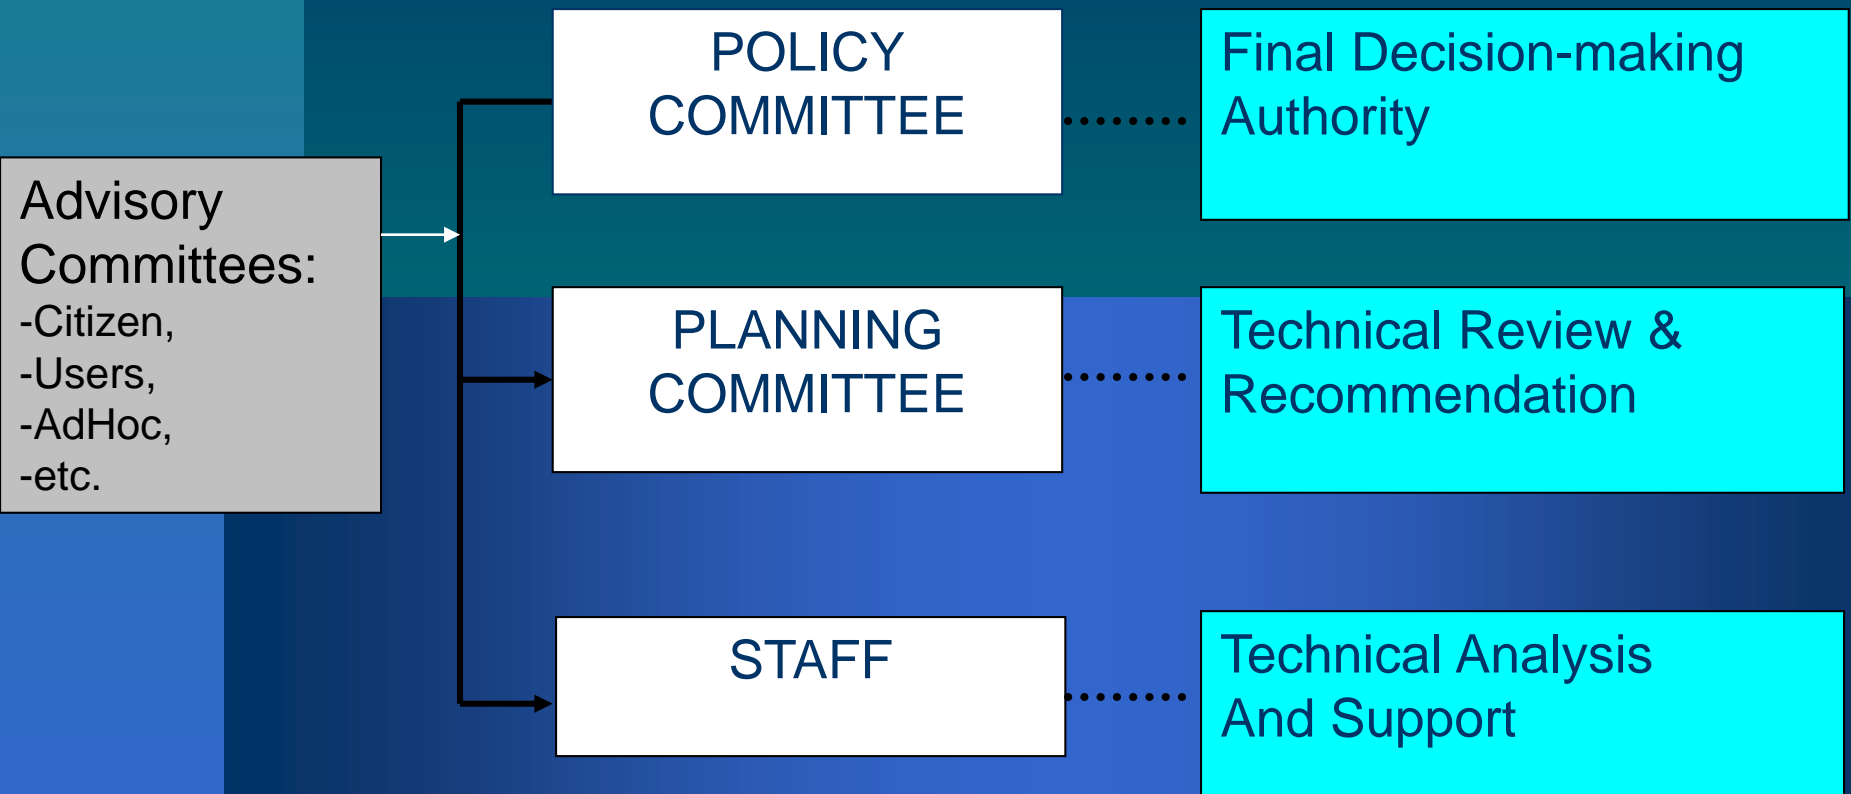 POLICY
COMMITTEE
Final Decision-making
Authority
Advisory
Committees:
-Citizen,
-Users,
-AdHoc,
-etc.
PLANNING
COMMITTEE
Technical Review &
Recommendation
STAFF
Technical Analysis
And Support